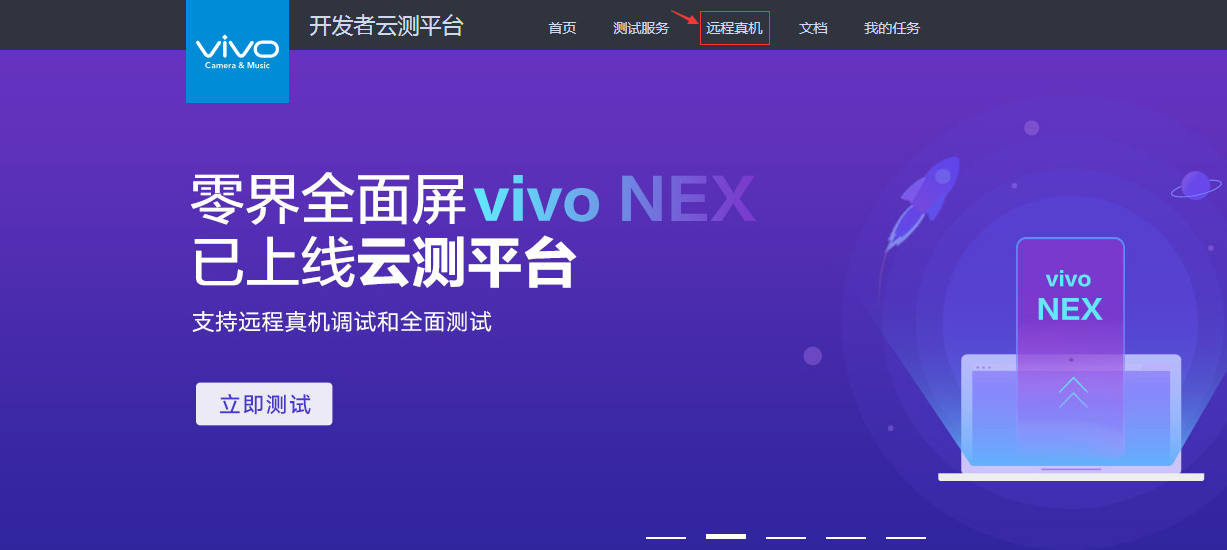 vivo
Camera & Music
开发者云测平台
首页
测试服务
远程真机
文档
我的任务
零界全面屏 vivo NEX
已上线云测平台
支持远程真机调试和全面测试
立即测试
vivo
NEX